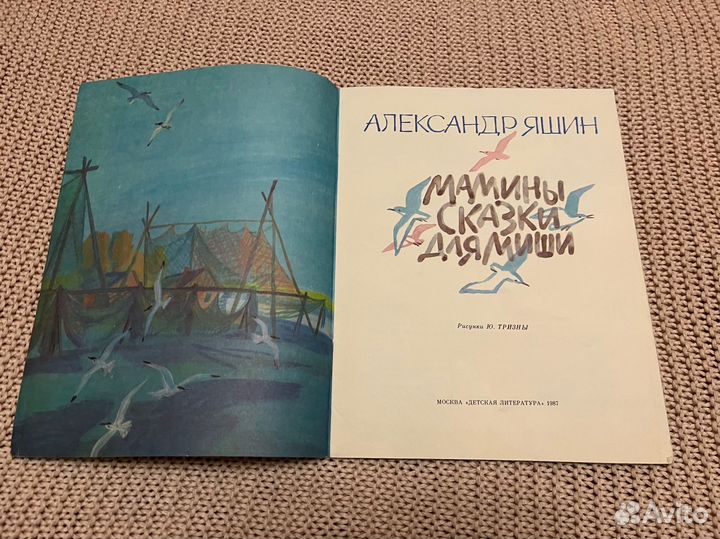 АЛЕКСАНДР ЯШИН
МАМИНЫ
СКАЗКИ
ДЛЯ МИШИ
Рисунки Ю. ТРИЗНЫ
МОСКВА «ДЕТСКАЯ ЛИТЕРАТУРА» 1987
Avito